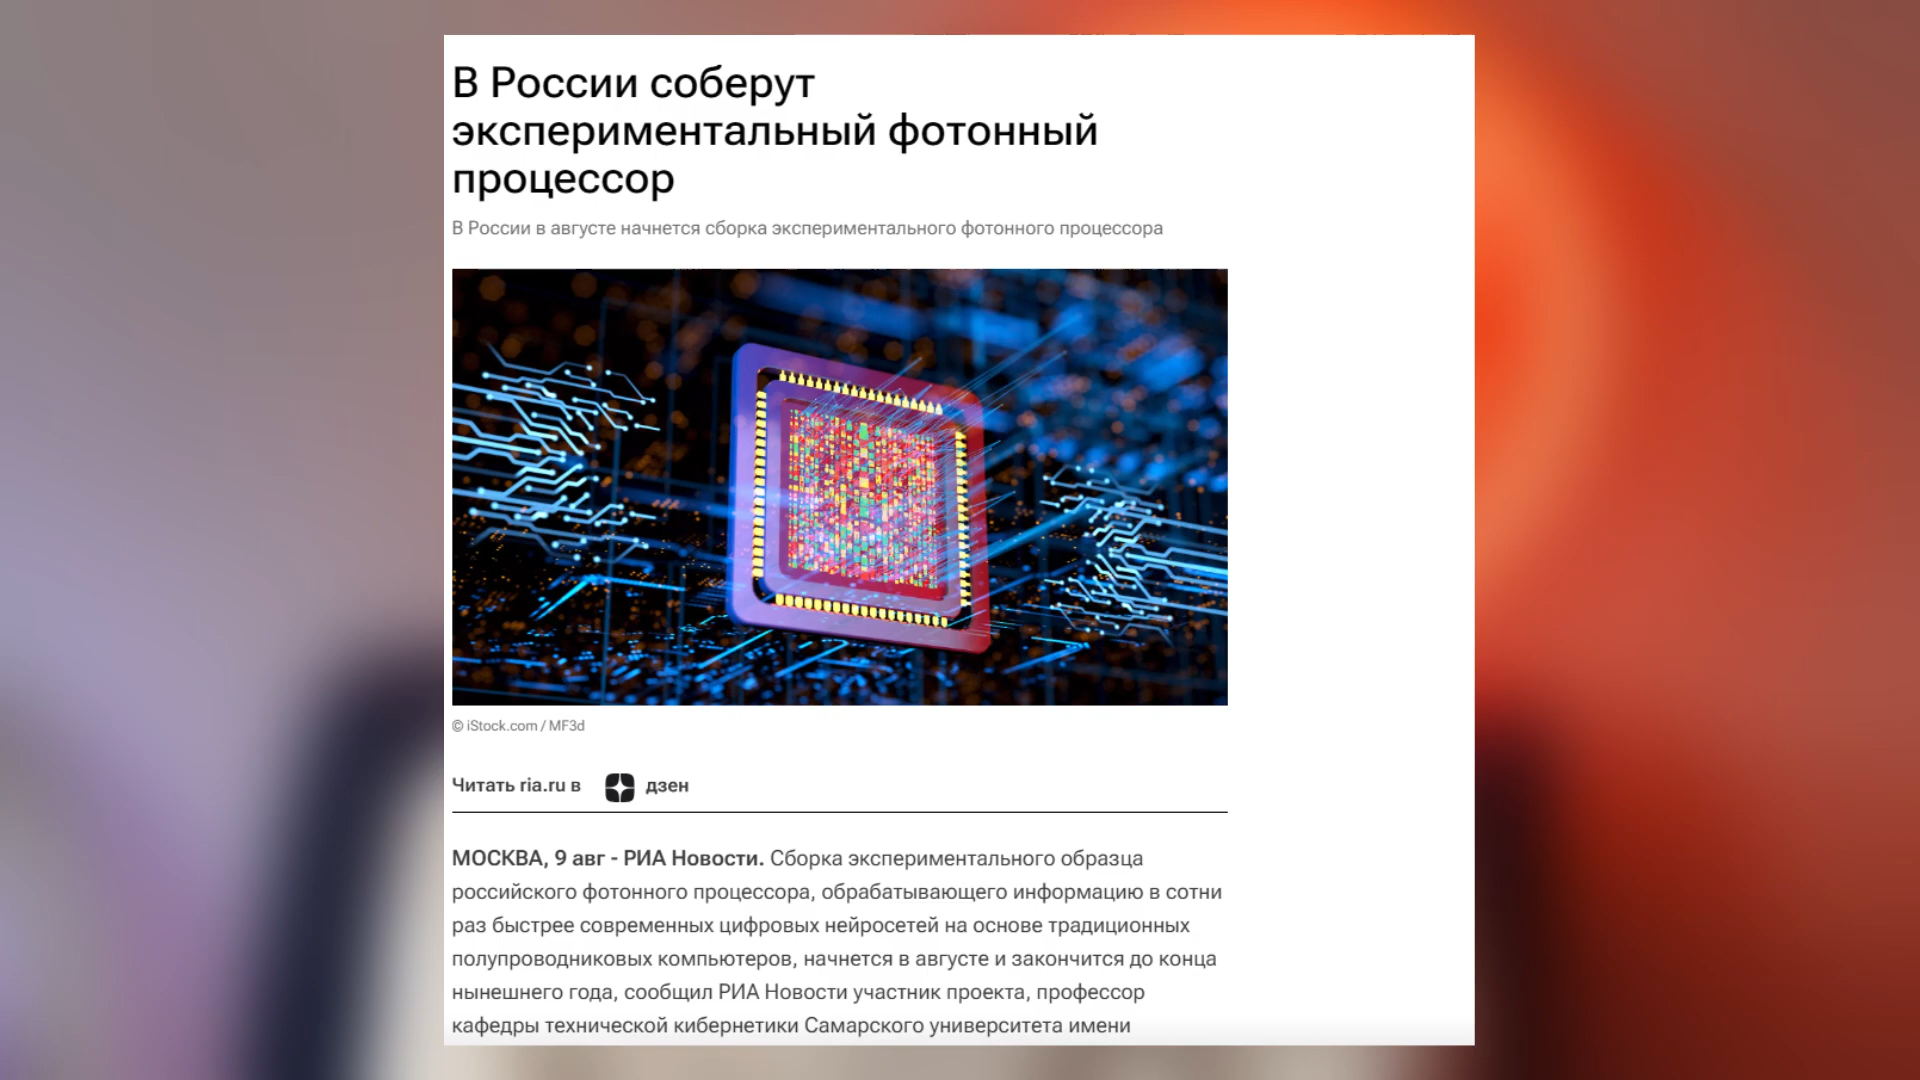 В России соберут
экспериментальный фотонный
процессор
В России в августе начнется сборка экспериментального фотонного процессора
© iStock.com / MF3d
Читать ria.ru в дзен
МОСКВА, 9 авг - РИА Новости. Сборка экспериментального образца
российского фотонного процессора, обрабатывающего информацию в сотни
раз быстрее современных цифровых нейросетей на основе традиционных
полупроводниковых компьютеров, начнется в августе и закончится до конца
нынешнего года, сообщил РИА Новости участник проекта, профессор
кафедры технической кибернетики Самарского университета имени